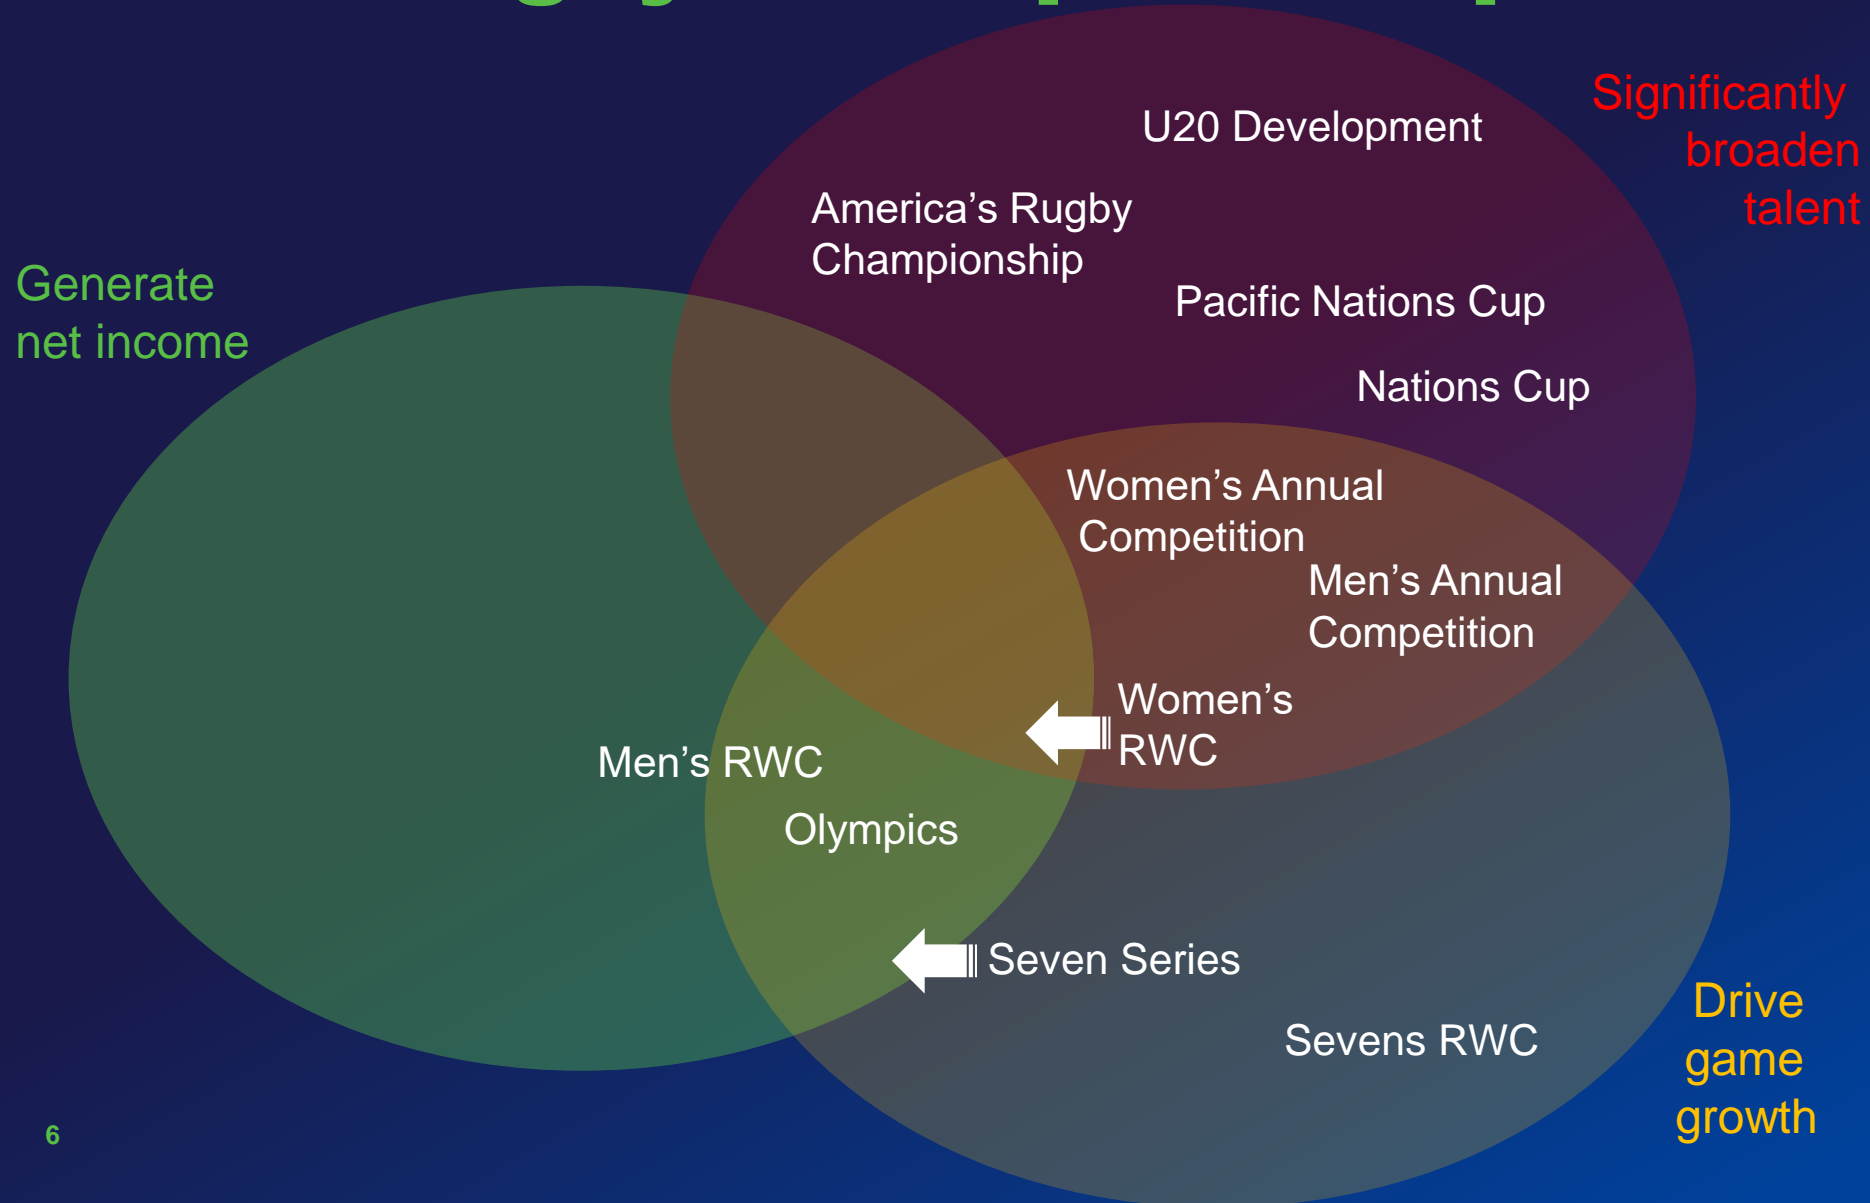 Significantly
broaden
talent
U20 Development
America’s Rugby
Championship
Generate
net income
Pacific Nations Cup
Nations Cup
Women’s Annual
Competition
Men’s Annual
Competition
Women’s
RWC
Men’s RWC
Olympics
Seven Series
Sevens RWC
Drive
game
growth
6